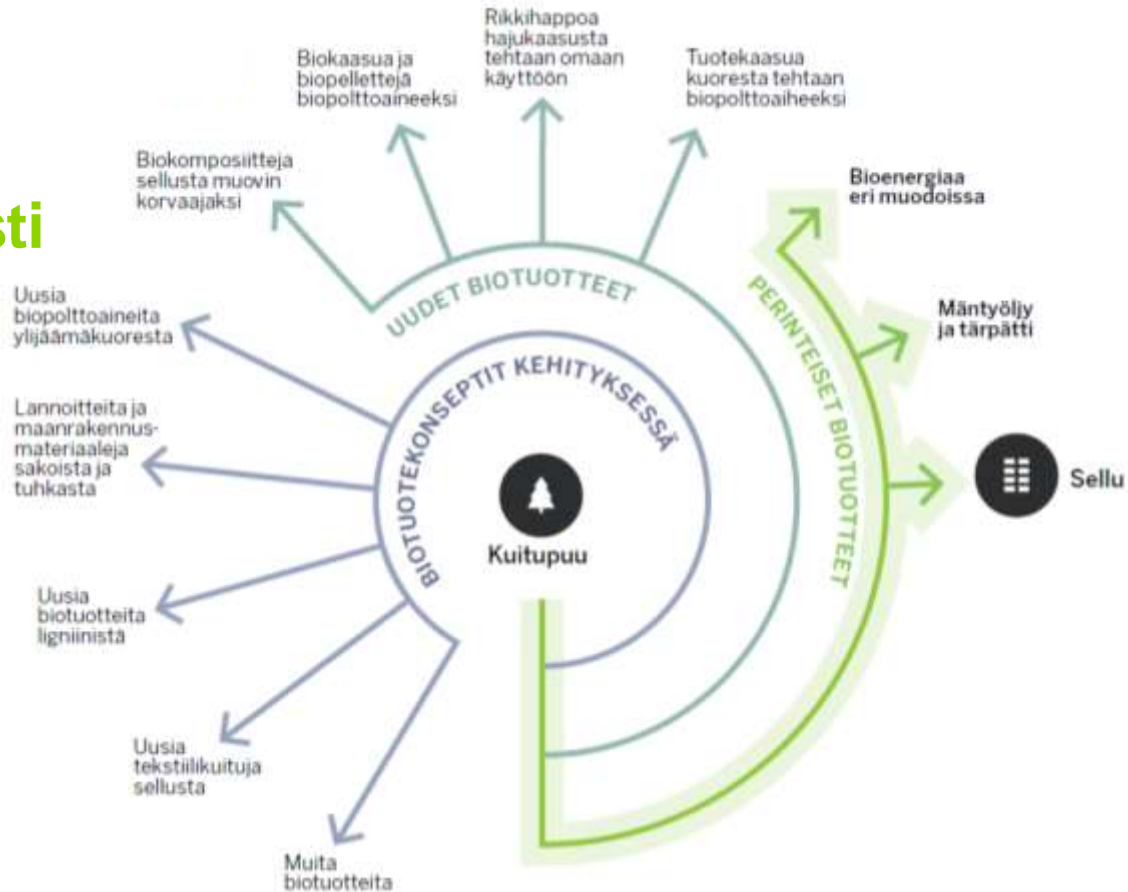 Rikkihappoa
hajukaasusta
tehtaan omaan
käyttöön
Biokaasua ja
biopellettejä
biopolttoaineeksi
Tuotekaasua
kuoresta tehtaan
biopolttoaiheeksi
Biokomposiitteja
sellusta muovin
korvaajaksi
Bioenergiaa
eri muodoissa
sti
UUDET BIOTUOTTEET
PERINTEISET BIOTUOTTEET
Uusia
biopolttoaineita
ylijäämäkuoresta
Mäntyöljy
ja tärpätti
BIOTUOTEKONSEPTIT KEHITYKSESSÄ
Lannoitteita ja
maanrakennus-
materiaaleja
sakoista ja
tuhkasta
Sellu
Kuitupuu
Uusia
biotuotteita
ligniinistä
Uusia
tekstiilikuituja
sellusta
Muita
biotuotteita